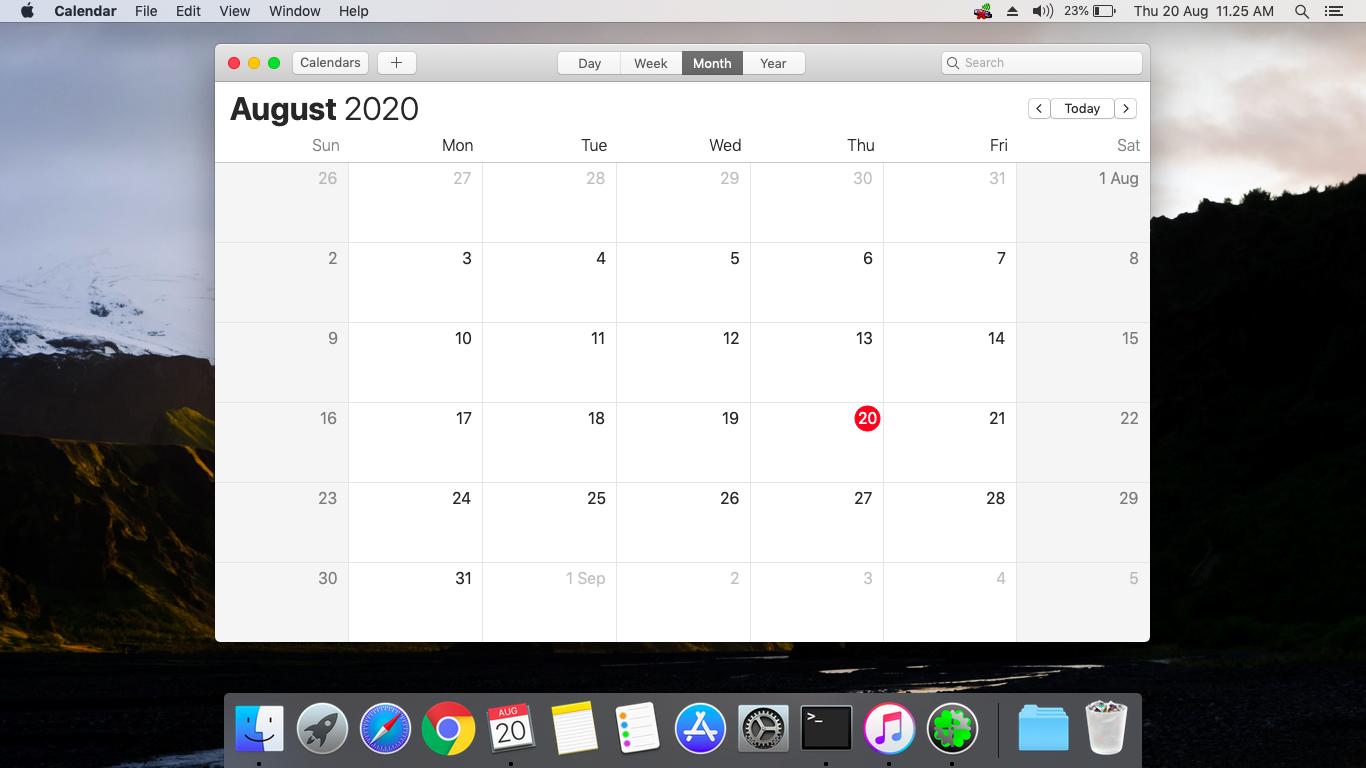 Calendar File Edit View Window Help 23% Thu 20 Aug 11.25 AM
Calendars + Day Week Month Year Search
August 2020 < Today >
Sun Mon Tue Wed Thu Fri Sat
26 27 28 29 30 31 1 Aug
2 3 4 5 6 7 8
9 10 11 12 13 14 15
16 17 18 19 20 21 22
23 24 25 26 27 28 29
30 31 1 Sep 2 3 4 5
AUG
20
>_